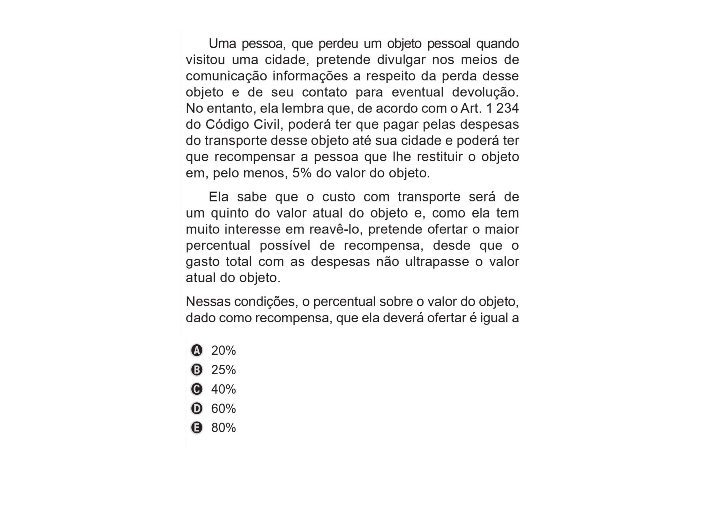 Uma pessoa, que perdeu um objeto pessoal quando
visitou uma cidade, pretende divulgar nos meios de
comunicação informações a respeito da perda desse
objeto e de seu contato para eventual devolução.
No entanto, ela lembra que, de acordo com o Art. 1 234
do Código Civil, poderá ter que pagar pelas despesas
do transporte desse objeto até sua cidade e poderá ter
que recompensar a pessoa que lhe restituir o objeto
em, pelo menos, 5% do valor do objeto.
Ela sabe que o custo com transporte será de
um quinto do valor atual do objeto e, como ela tem
muito interesse em reavê-lo, pretende ofertar o maior
percentual possível de recompensa, desde que o
gasto total com as despesas não ultrapasse o valor
atual do objeto.
Nessas condições, o percentual sobre o valor do objeto,
dado como recompensa, que ela deverá ofertar é igual a
A 20%
B 25%
C 40%
D 60%
E 80%